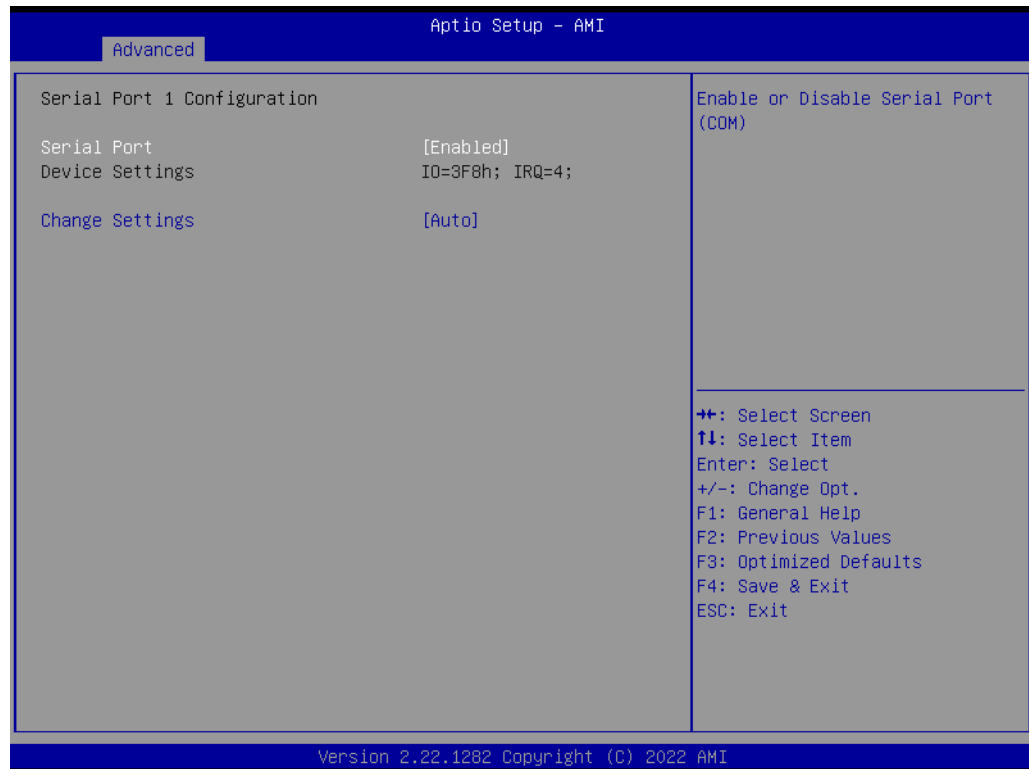 Aptio Setup – AMI
Advanced
Serial Port 1 Configuration
Serial Port [Enabled]
Device Settings IO=3F8h; IRQ=4;
Change Settings [Auto]
Enable or Disable Serial Port
(COM)
→←: Select Screen
↑↓: Select Item
Enter: Select
+/-: Change Opt.
F1: General Help
F2: Previous Values
F3: Optimized Defaults
F4: Save & Exit
ESC: Exit
Version 2.22.1282 Copyright (C) 2022 AMI